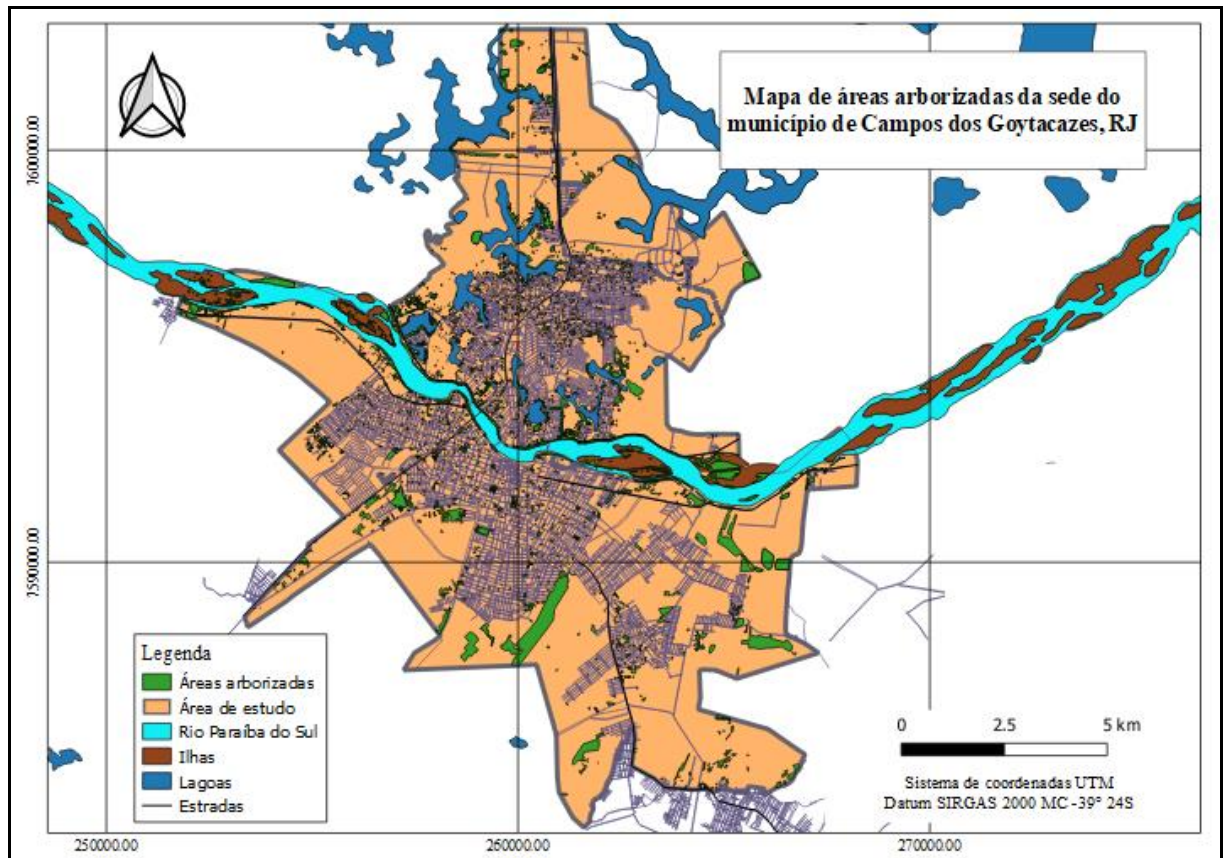 Mapa de áreas arborizadas da sede do
município de Campos dos Goytacazes, RJ
7600000.00
7590000.00
Legenda
Áreas arborizadas
Área de estudo
Rio Paraíba do Sul
Ilhas
Lagoas
Estradas
0 2.5 5 km
Sistema de coordenadas UTM
Datum SIRGAS 2000 MC -39° 24S
250000.00 260000.00 270000.00